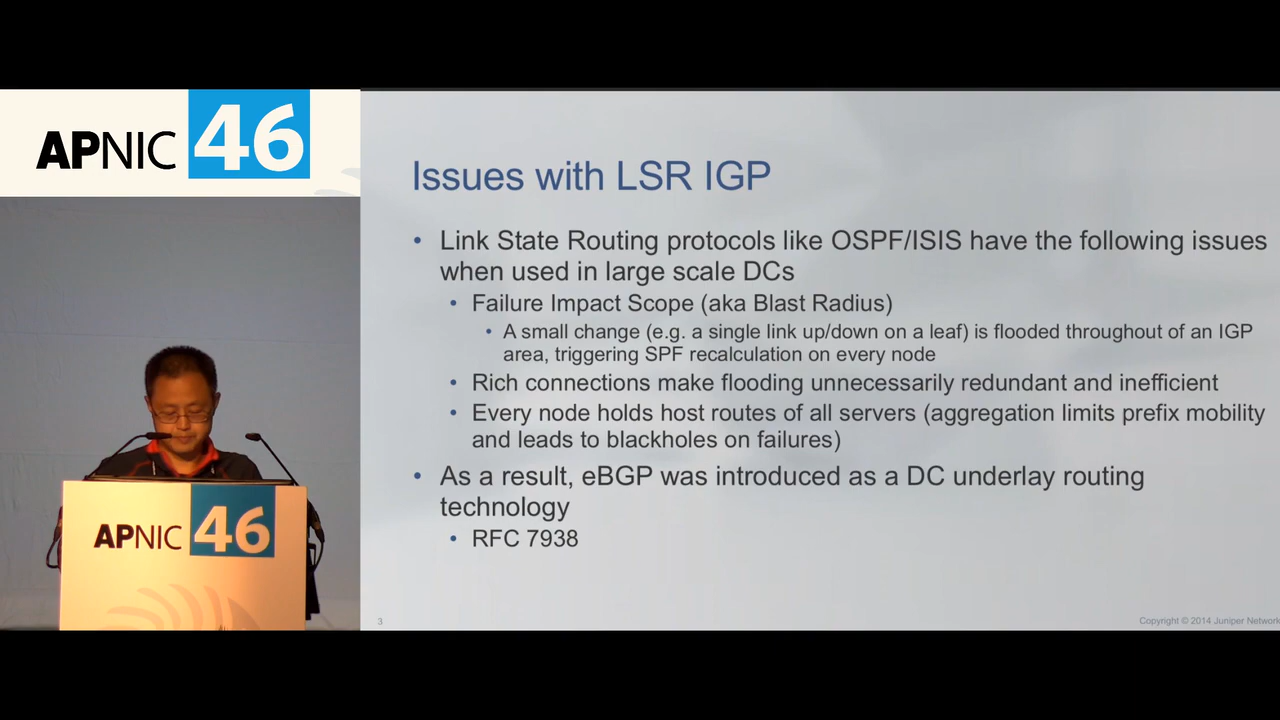 APNIC 46
Issues with LSR IGP
• Link State Routing protocols like OSPF/ISIS have the following issues
when used in large scale DCs
• Failure Impact Scope (aka Blast Radius)
• A small change (e.g. a single link up/down on a leaf) is flooded throughout of an IGP
area, triggering SPF recalculation on every node
• Rich connections make flooding unnecessarily redundant and inefficient
• Every node holds host routes of all servers (aggregation limits prefix mobility
and leads to blackholes on failures)
• As a result, eBGP was introduced as a DC underlay routing
technology
• RFC 7938
APNIC 46
3
Copyright © 2014 Juniper Network